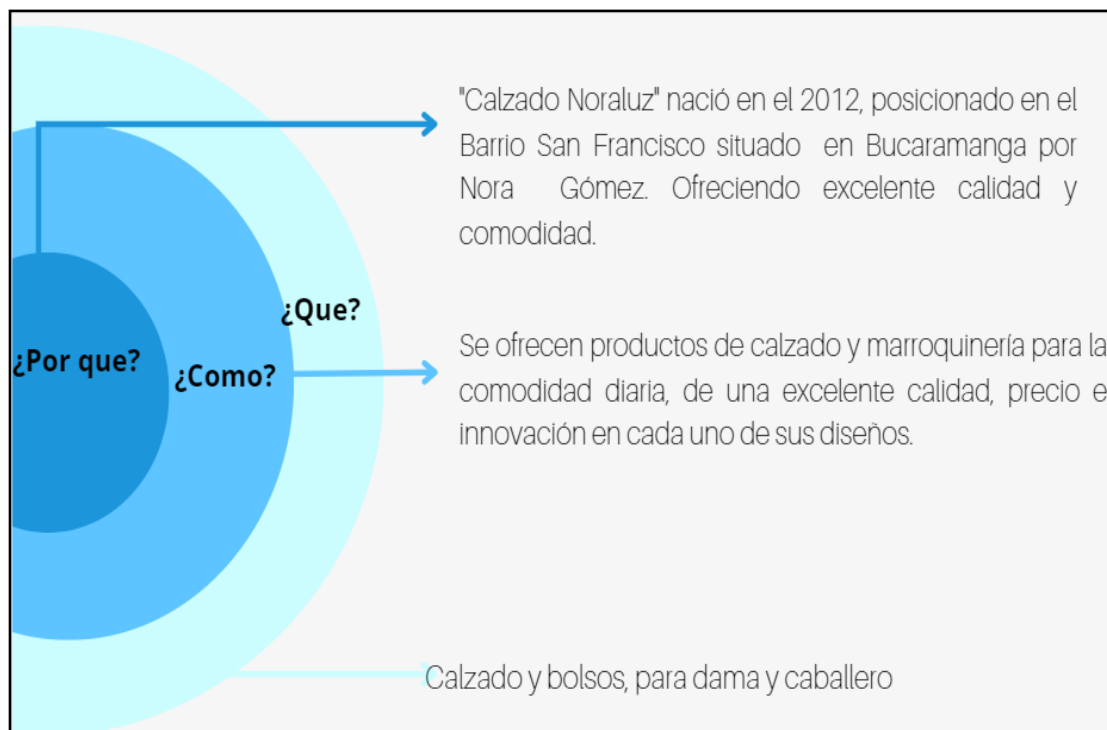 "Calzado Noraluz" nació en el 2012, posicionado en el
Barrio San Francisco situado en Bucaramanga por
Nora Gómez. Ofreciendo excelente calidad y
comodidad.
¿Que?
¿Por que?
¿Como?
Se ofrecen productos de calzado y marroquinería para la
comodidad diaria, de una excelente calidad, precio e
innovación en cada uno de sus diseños.
Calzado y bolsos, para dama y caballero